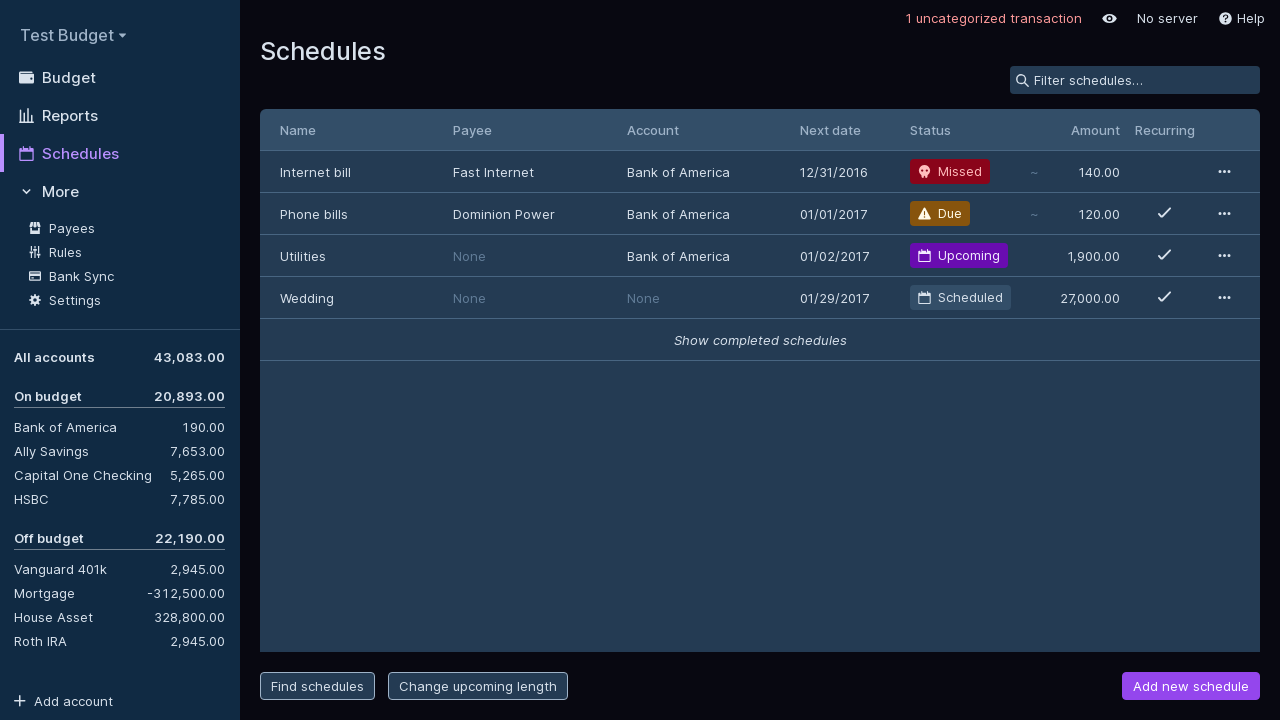 1 uncategorized transaction
No server
Help
Test Budget
Budget
Reports
Schedules
More
Payees
Rules
Bank Sync
Settings
All accounts 43,083.00
On budget 20,893.00
Bank of America 190.00
Ally Savings 7,653.00
Capital One Checking 5,265.00
HSBC 7,785.00
Off budget 22,190.00
Vanguard 401k 2,945.00
Mortgage -312,500.00
House Asset 328,800.00
Roth IRA 2,945.00
Add account
Schedules
Filter schedules…
Name Payee Account Next date Status Amount Recurring
Internet bill Fast Internet Bank of America 12/31/2016 Missed ~ 140.00
Phone bills Dominion Power Bank of America 01/01/2017 Due ~ 120.00
Utilities None Bank of America 01/02/2017 Upcoming 1,900.00
Wedding None None 01/29/2017 Scheduled 27,000.00
Show completed schedules
Find schedules Change upcoming length Add new schedule